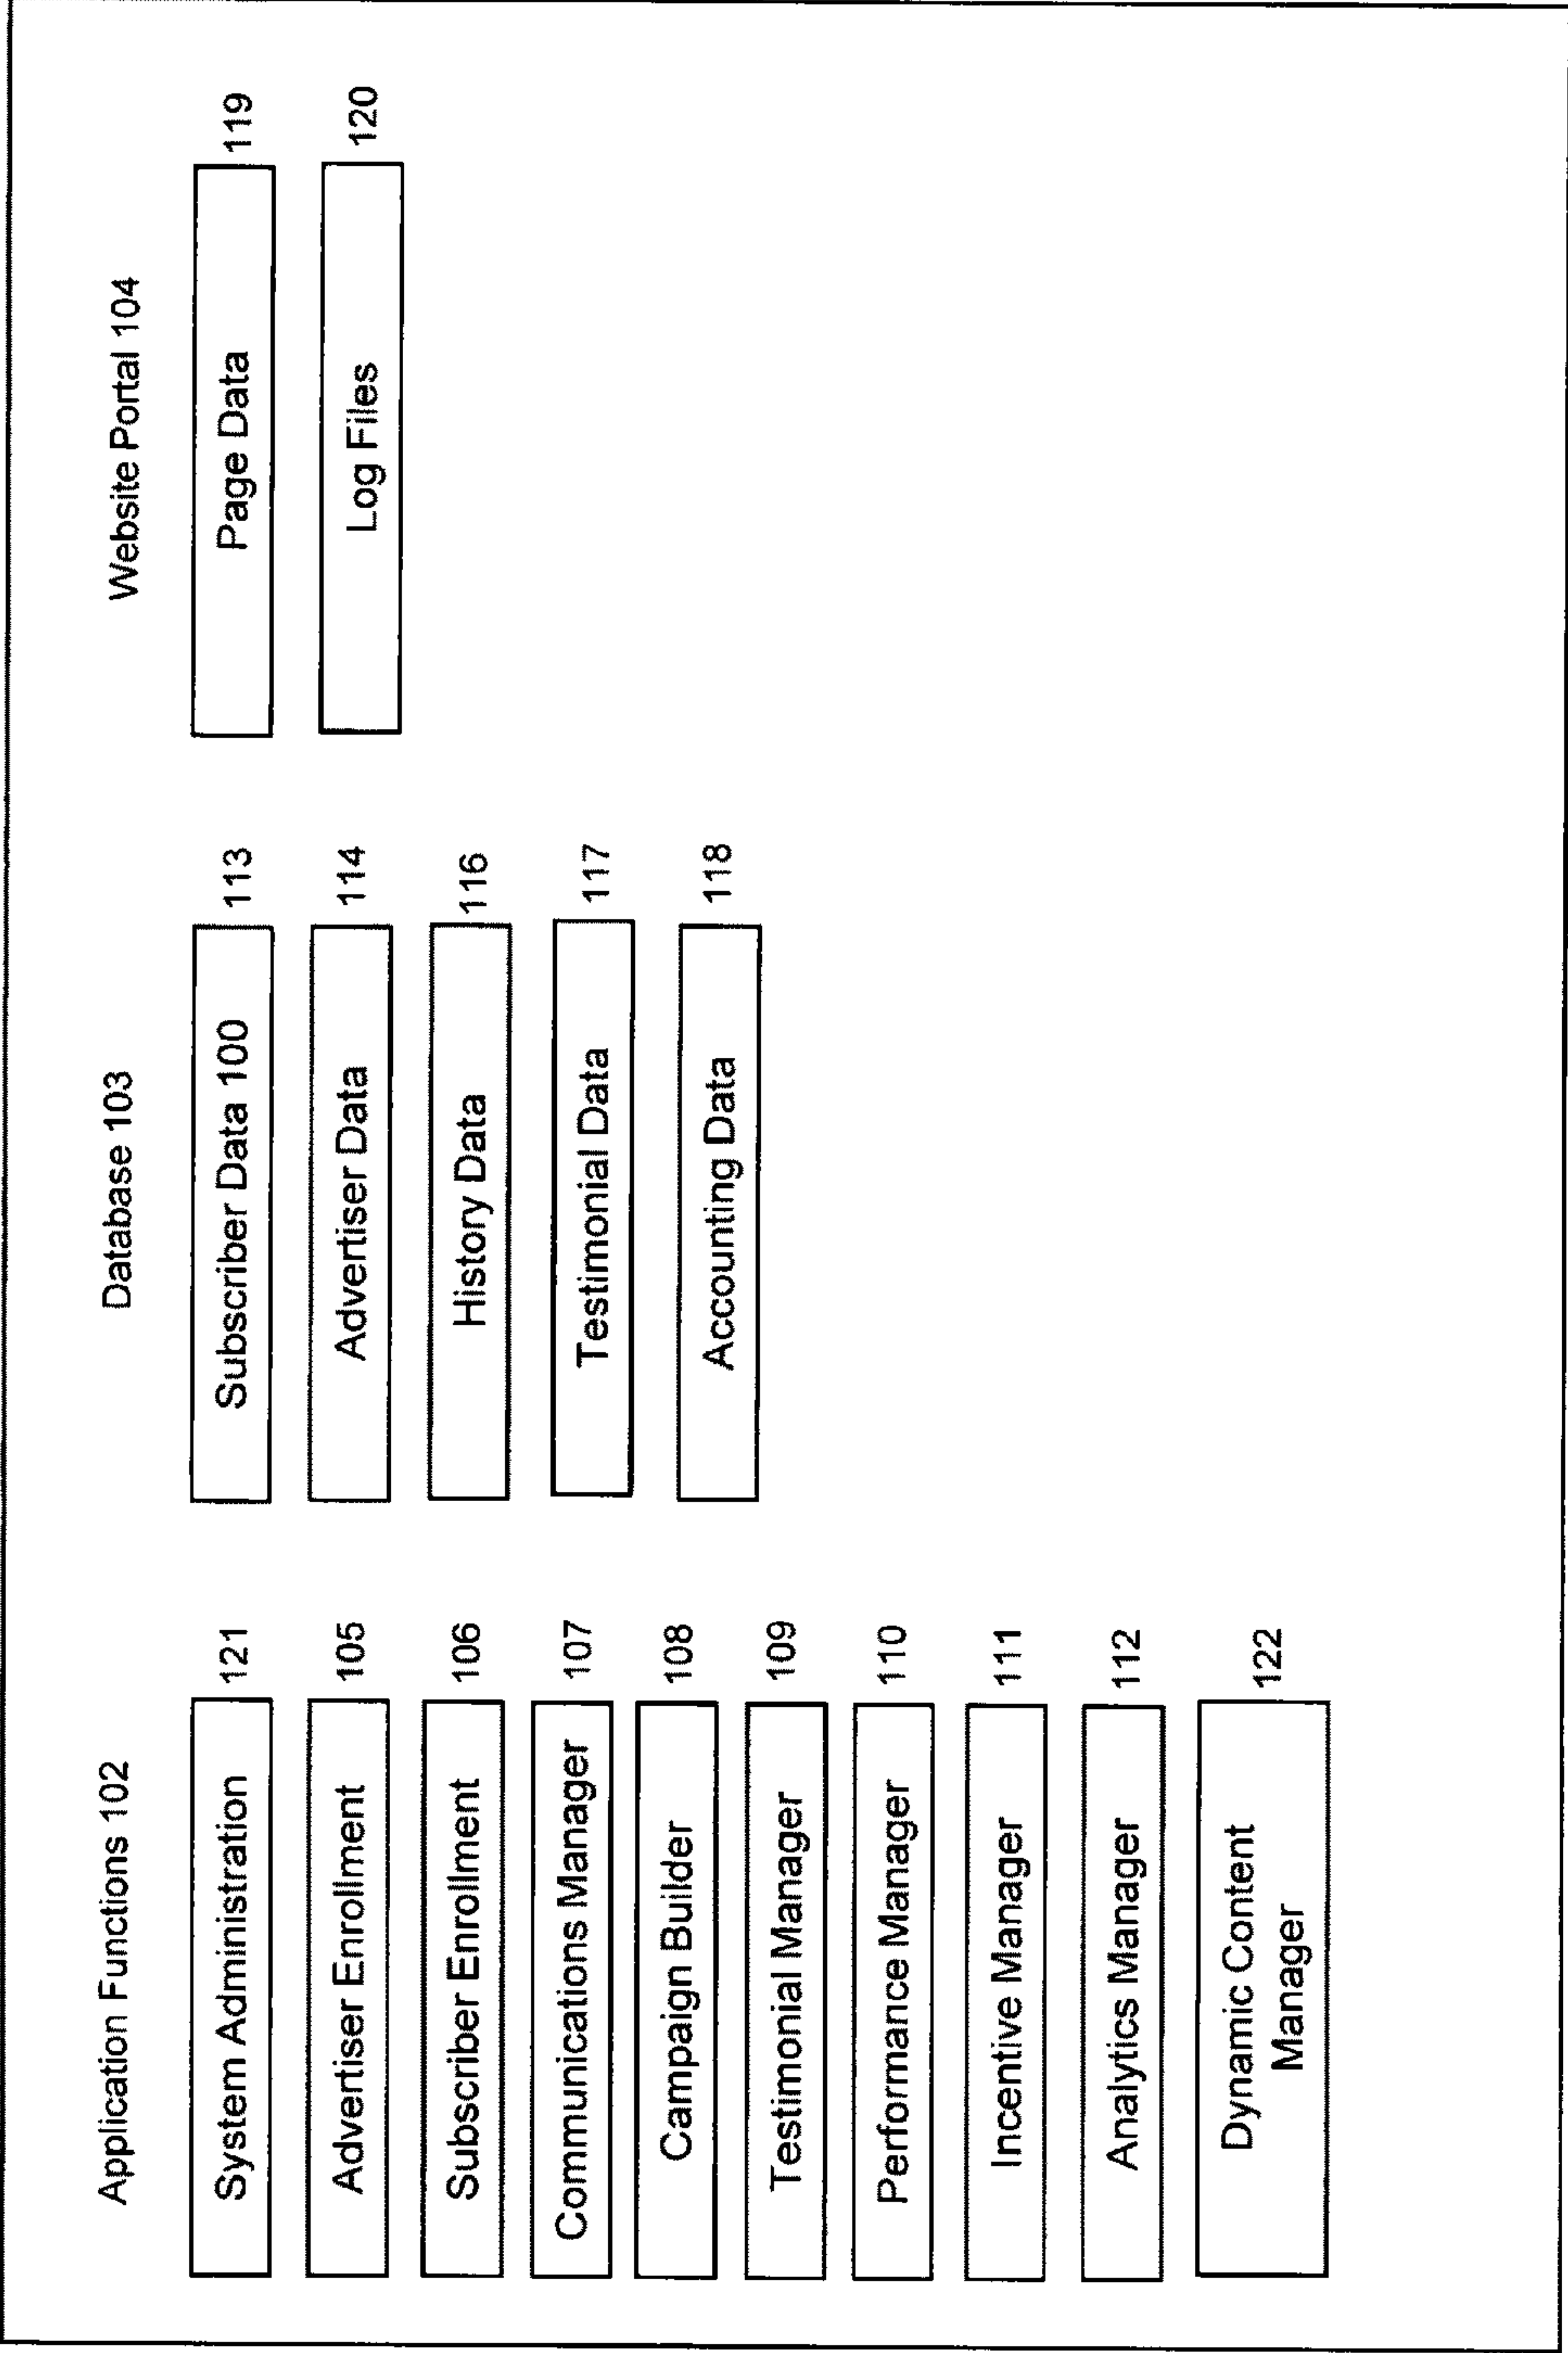 Application Functions 102
System Administration 121
Advertiser Enrollment 105
Subscriber Enrollment 106
Communications Manager 107
Campaign Builder 108
Testimonial Manager 109
Performance Manager 110
Incentive Manager 111
Analytics Manager 112
Dynamic Content
Manager
122
Database 103
Subscriber Data 100 113
Advertiser Data 114
History Data 116
Testimonial Data 117
Accounting Data 118
Website Portal 104
Page Data 119
Log Files 120